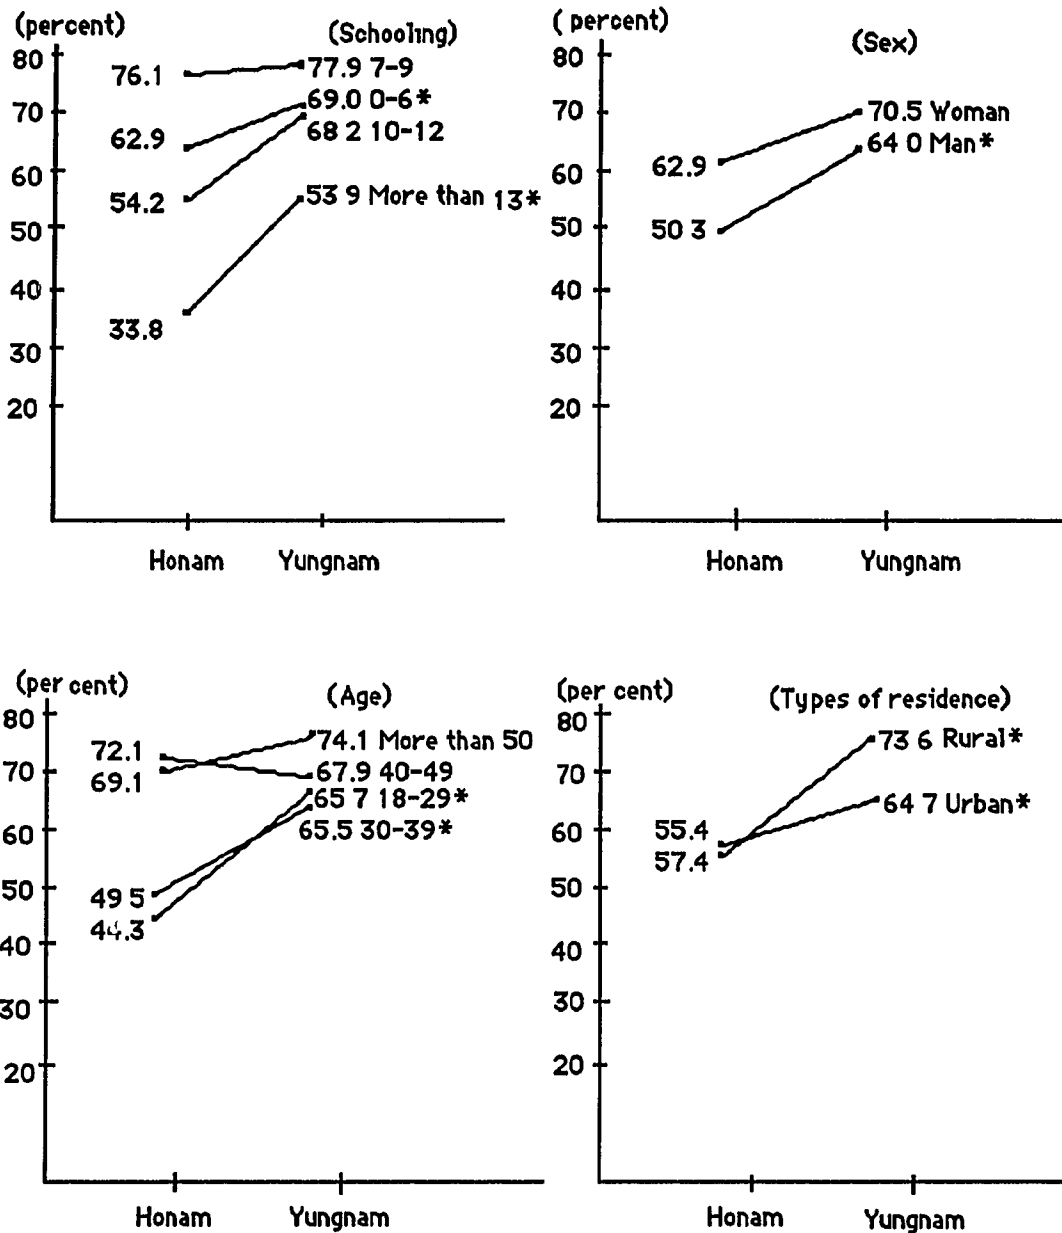 (percent)
(Schooling)
80
76.1
77.9 7-9
70
69.0 0-6*
62.9
68 2 10-12
60
54.2
53 9 More than 13*
50
40
33.8
30
20
Honam Yungnam
( percent)
(Sex)
80
70
70.5 Woman
64 0 Man*
60
62.9
50
50 3
40
30
20
Honam Yungnam
(per cent)
(Age)
80
72.1
74.1 More than 50
70
69.1
67.9 40-49
65 7 18-29*
60
65.5 30-39*
50
49 5
44.3
40
30
20
Honam Yungnam
(per cent)
(Types of residence)
80
73 6 Rural*
70
64 7 Urban*
60
55.4
57.4
50
40
30
20
Honam Yungnam